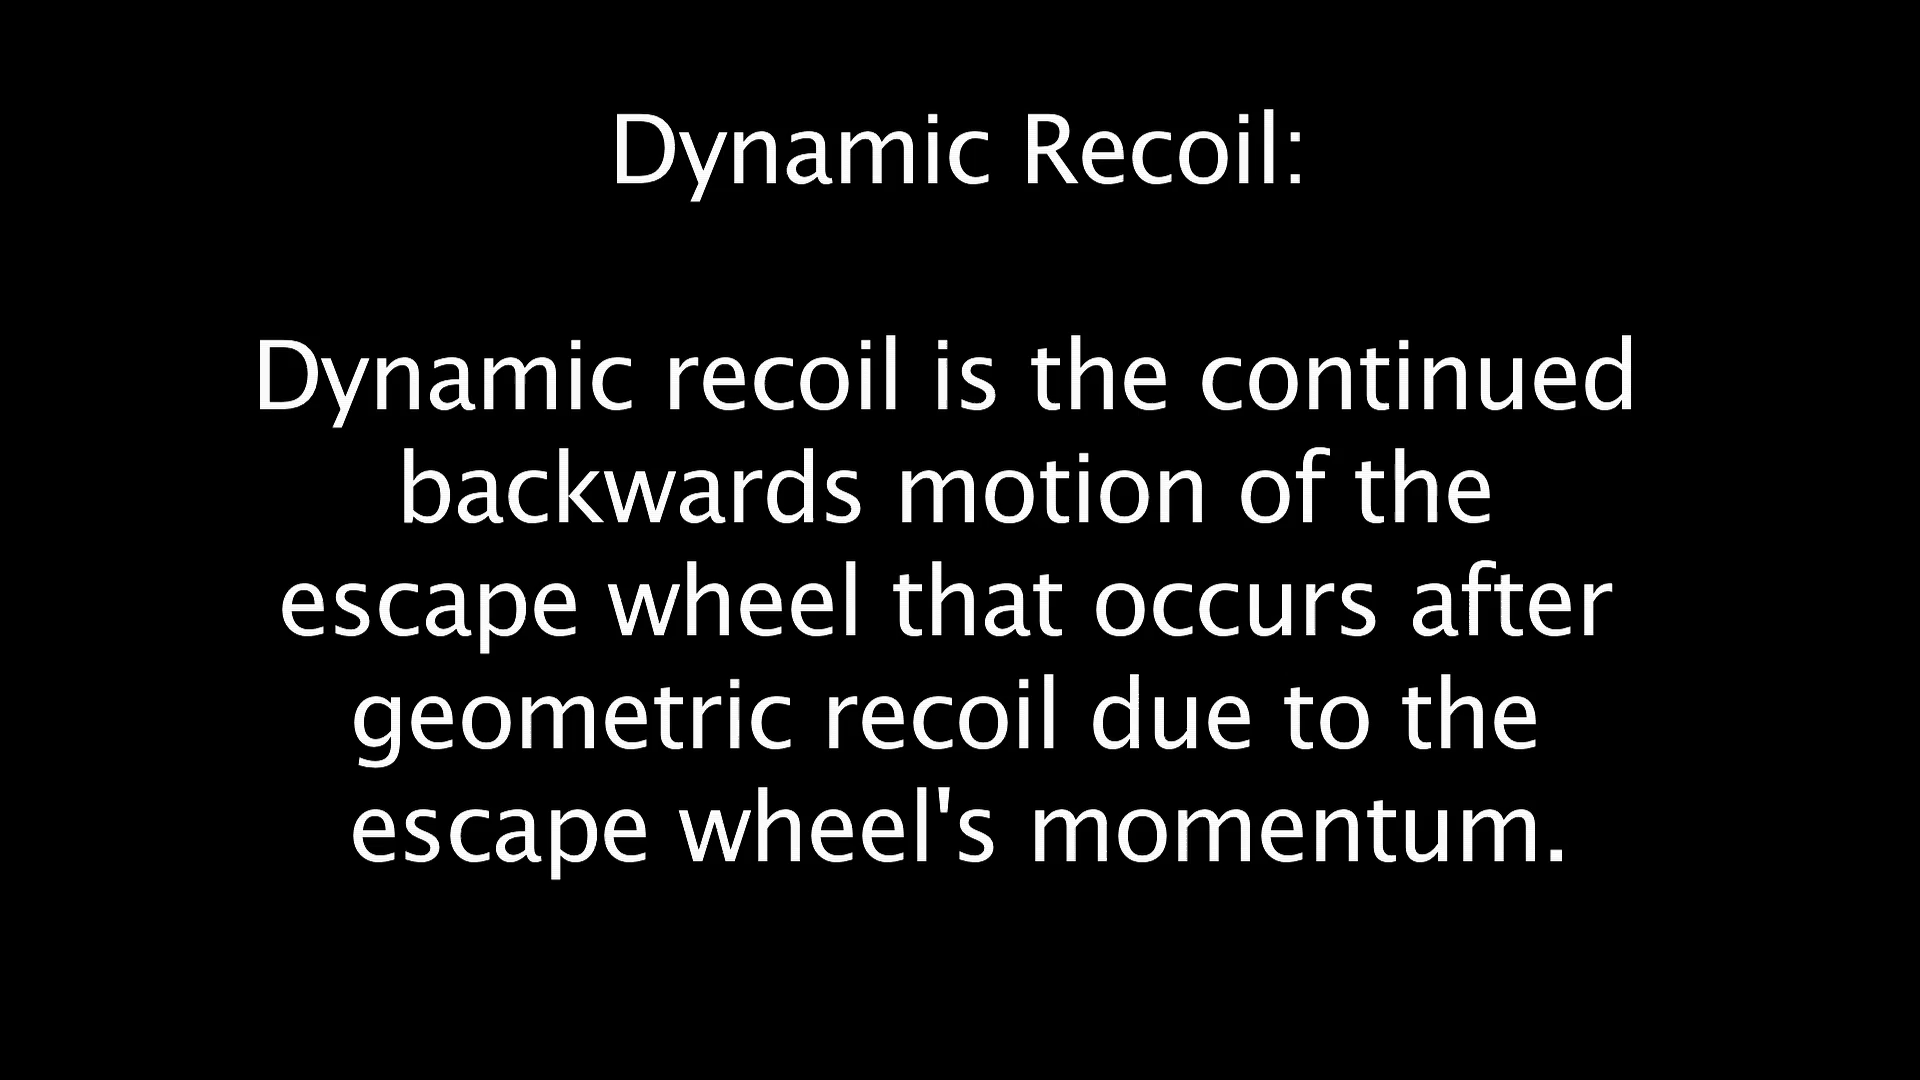 Dynamic Recoil:
Dynamic recoil is the continued
backwards motion of the
escape wheel that occurs after
geometric recoil due to the
escape wheel's momentum.